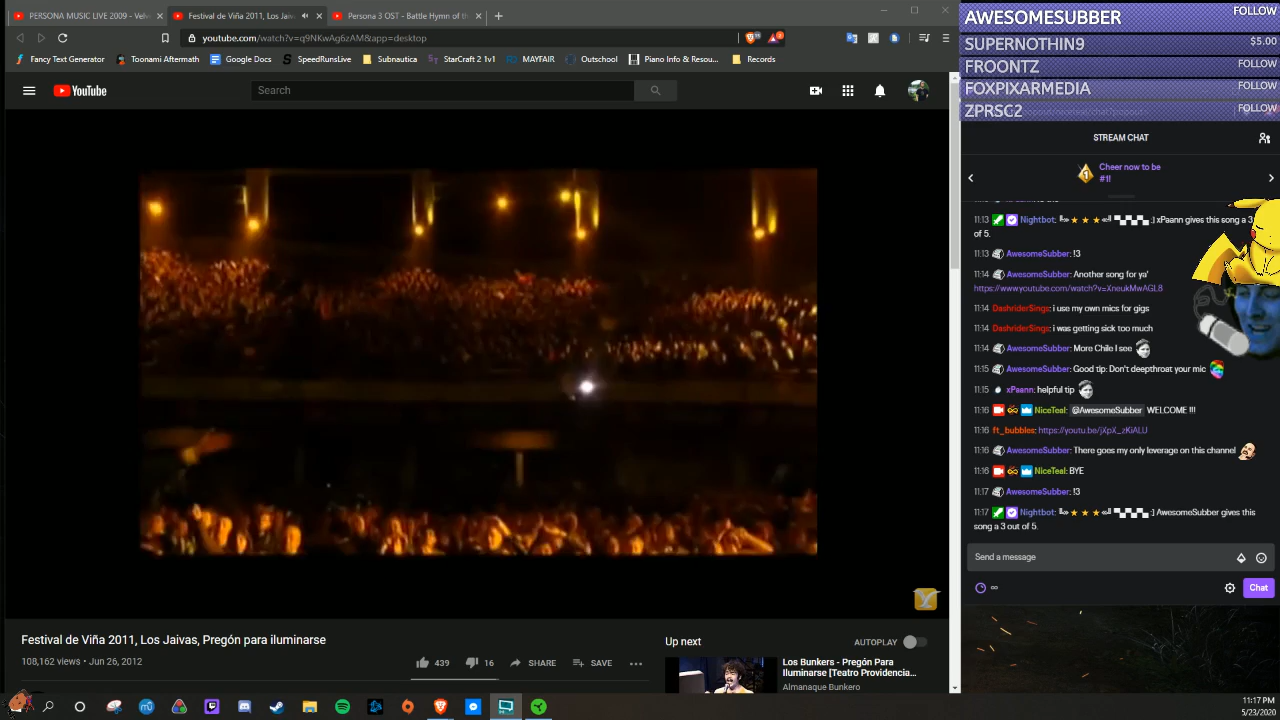 PERSONA MUSIC LIVE 2009 - Velv
Festival de Viña 2011, Los Jai
Persona 3 OST - Battle Hymn of th
youtube.com/watch?v=q9NKwAg6zAM&app=desktop
Fancy Text Generator
Toonami Aftermath
Google Docs
SpeedRunsLive
Subnautica
StarCraft 2 1v1
MAYFAIR
Outschool
Piano Info & Resou...
Records
YouTube
Search
Festival de Viña 2011, Los Jaivas, Pregón para iluminarse
108,162 views • Jun 26, 2012
439
16
SHARE
SAVE
Up next
AUTOPLAY
Los Bunkers - Pregón Para
Iluminarse [Teatro Providencia...
Almanaque Bunkero
AWESOMESUBBER FOLLOW
SUPERNOTHIN9 $5.00
FROONTZ FOLLOW
FOXPIXARMEDIA FOLLOW
ZPRSC2 FOLLOW
STREAM CHAT
Cheer now to be
#1!
11:13 Nightbot: ★ ★ ★ :] xPaann gives this song a 3
of 5.
11:13 AwesomeSubber: !3
11:14 AwesomeSubber: Another song for ya'
https://www.youtube.com/watch?v=XneukMwAGL8
11:14 DashriderSings: i use my own mics for gigs
11:14 DashriderSings: i was getting sick too much
11:14 AwesomeSubber: More Chile I see
11:15 AwesomeSubber: Good tip: Don't deepthroat your mic
11:15 xPaann: helpful tip
11:16 NiceTeal: @AwesomeSubber WELCOME !!!
11:16 ft_bubbles: https://youtu.be/jXpX_zKiALU
11:16 AwesomeSubber: There goes my only leverage on this channel
11:16 NiceTeal: BYE
11:17 AwesomeSubber: !3
11:17 Nightbot: ★ ★ ★ :] AwesomeSubber gives this
song a 3 out of 5.
Send a message
∞
Chat
11:17 PM
5/23/2020